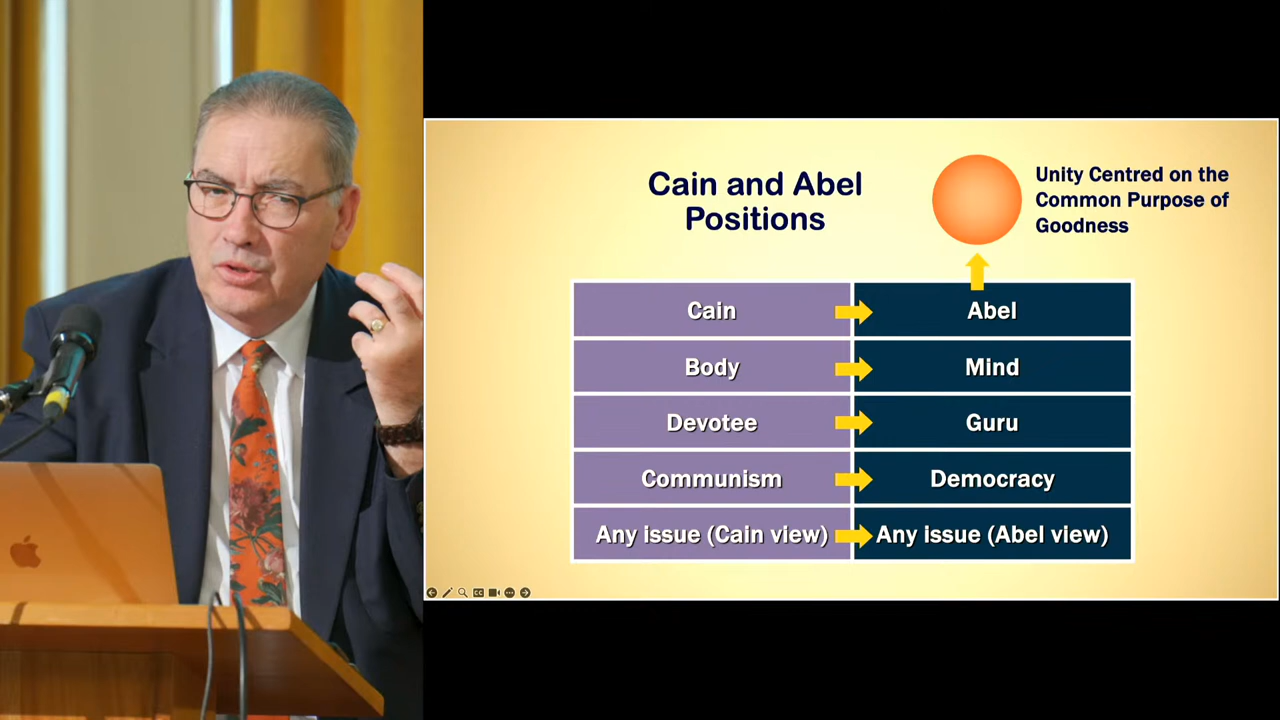 Cain and Abel
Positions
Unity Centred on the
Common Purpose of
Goodness
Cain
Abel
Body
Mind
Devotee
Guru
Communism
Democracy
Any issue (Cain view)
Any issue (Abel view)